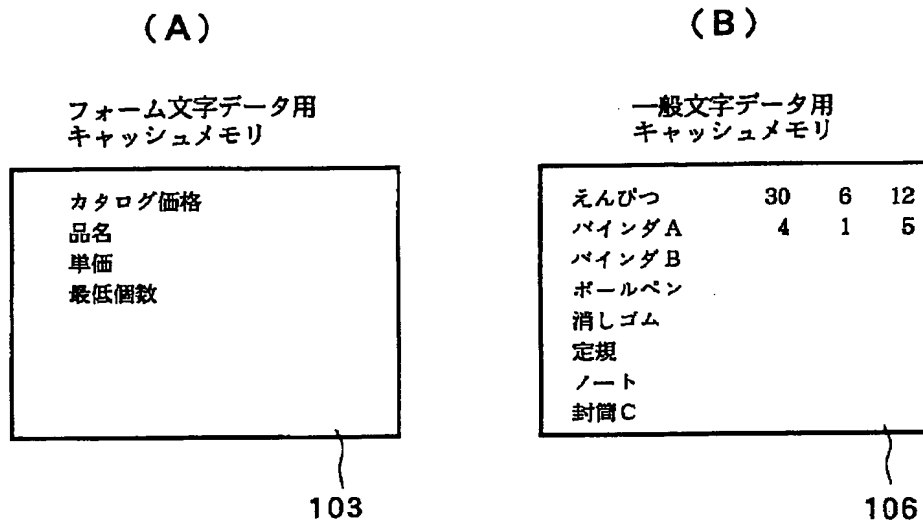 (A)
フォーム文字データ用
キャッシュメモリ
カタログ価格
品名
単価
最低個数
103
(B)
一般文字データ用
キャッシュメモリ
えんぴつ 30 6 12
バインダA 4 1 5
バインダB
ボールペン
消しゴム
定規
ノート
封筒C
106